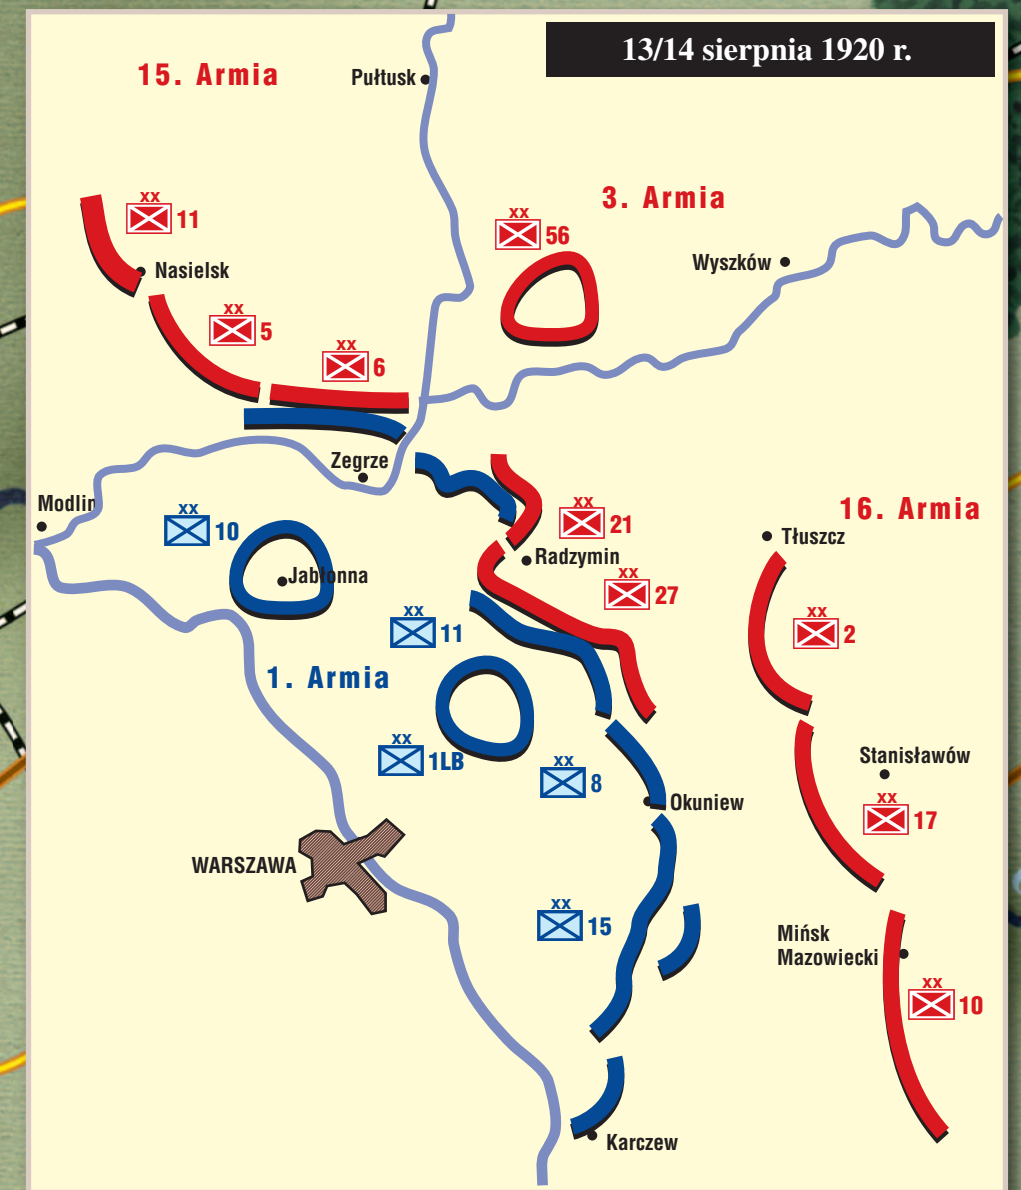 13/14 sierpnia 1920 r.
15. Armia
Pułtusk
3. Armia
xx
11
xx
56
Nasielsk
Wyszków
xx
5
xx
6
Zegrze
Modlin
xx
10
16. Armia
xx
21
Tłuszcz
Radzymin
Jabłonna
xx
27
xx
11
xx
2
1. Armia
xx
1LB
xx
8
Stanisławów
Okuniew
xx
17
WARSZAWA
xx
15
Mińsk
Mazowiecki
xx
10
Karczew